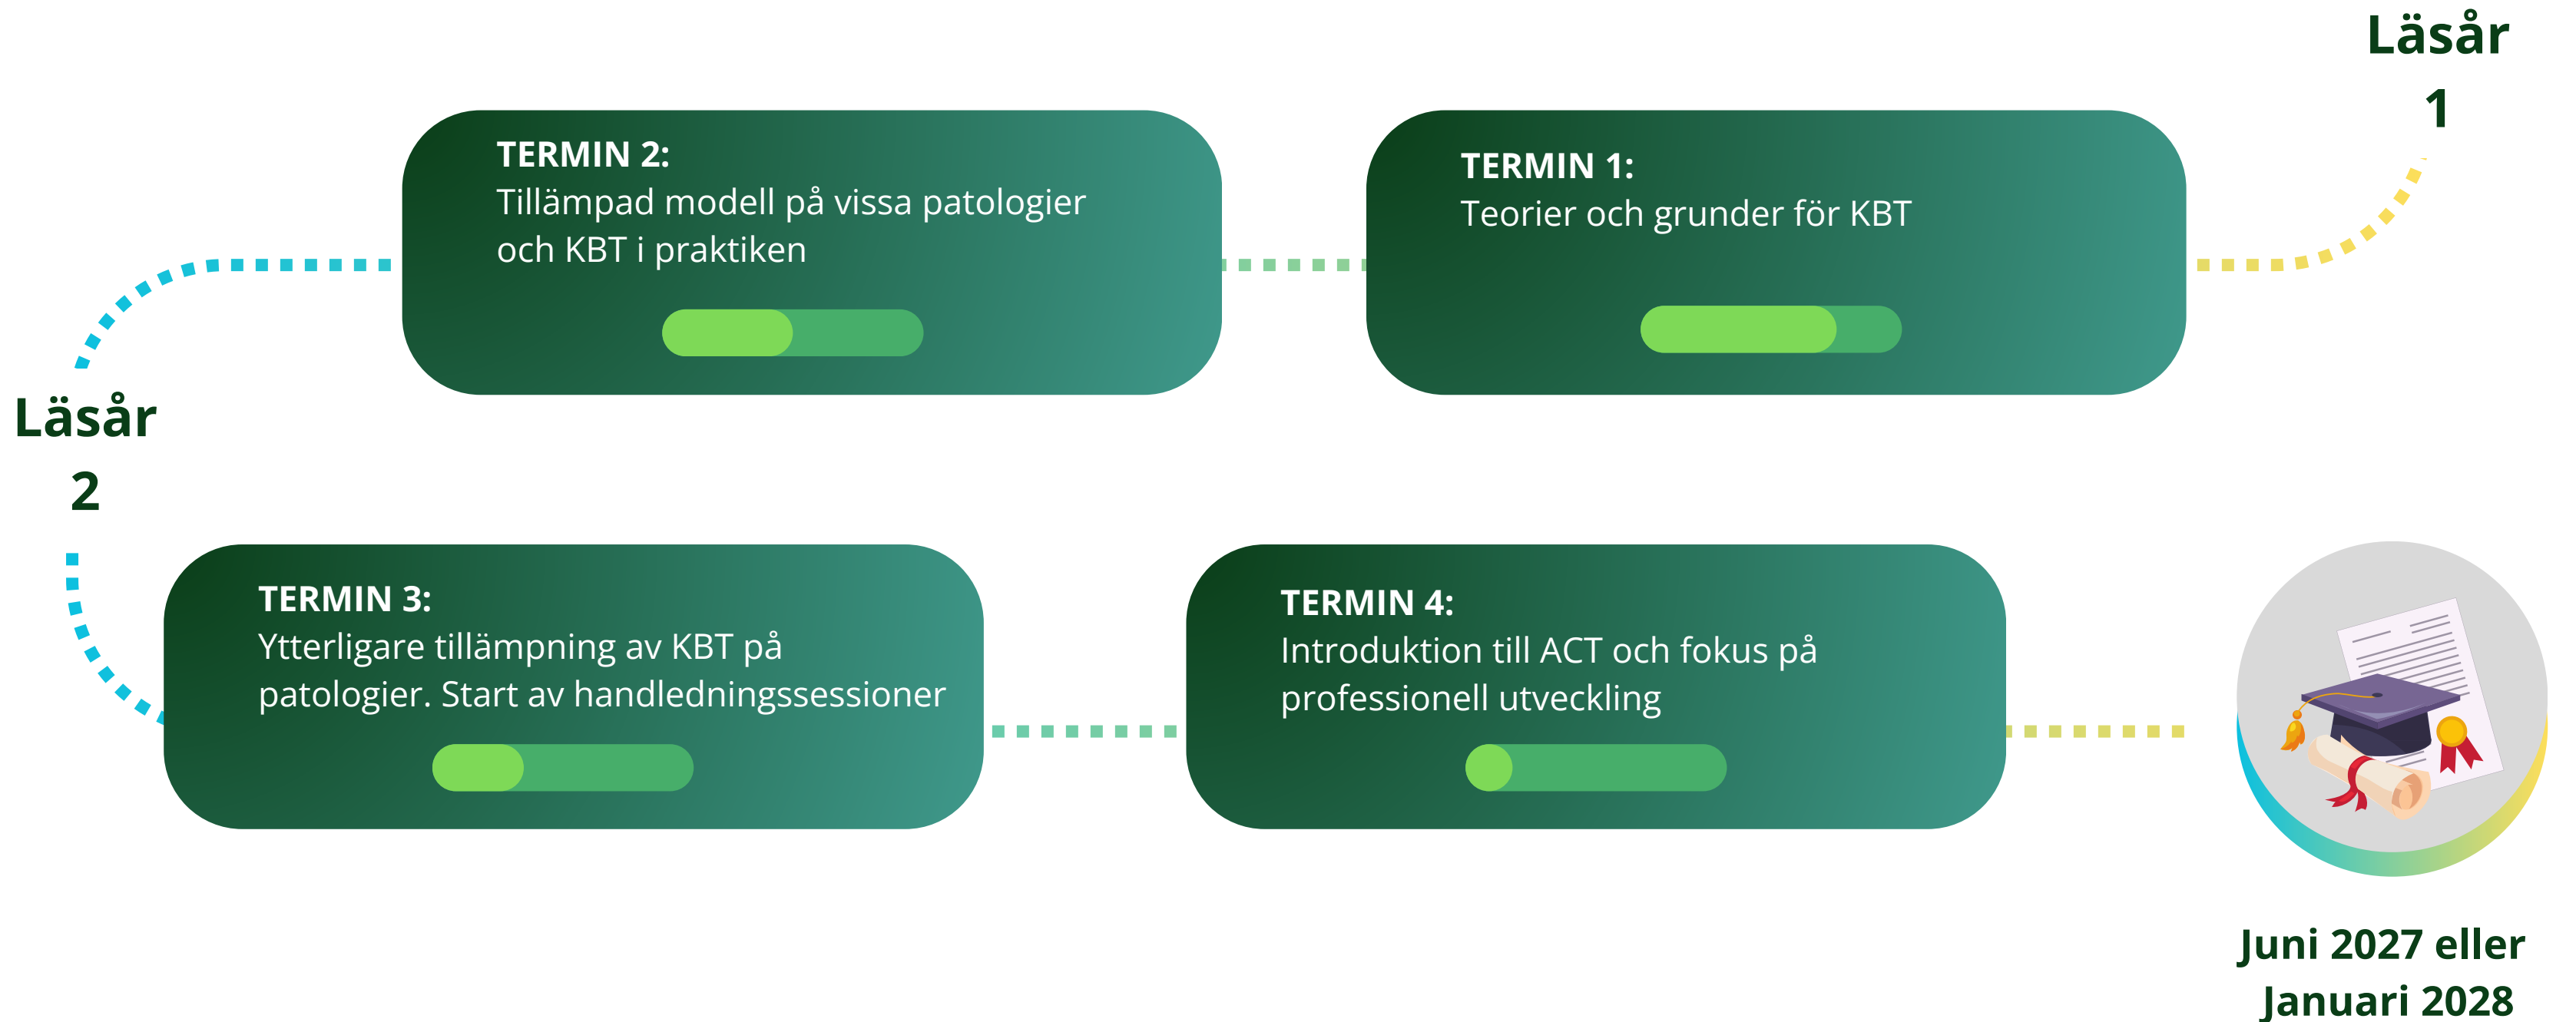 Läsår
1
TERMIN 1:
Teorier och grunder för KBT
TERMIN 2:
Tillämpad modell på vissa patologier
och KBT i praktiken
Läsår
2
TERMIN 3:
Ytterligare tillämpning av KBT på
patologier. Start av handledningssessioner
TERMIN 4:
Introduktion till ACT och fokus på
professionell utveckling
Juni 2027 eller
Januari 2028